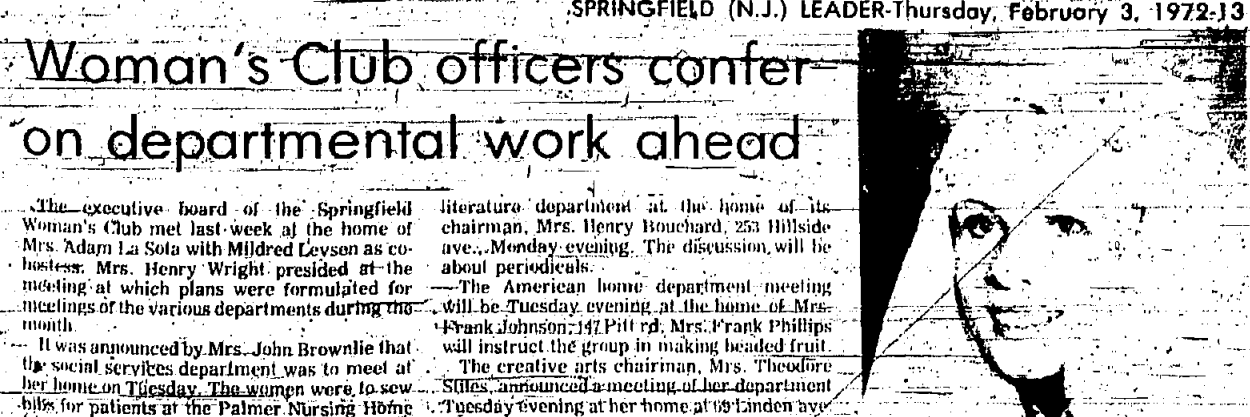 SPRINGFIELD (N.J.) LEADER-Thursday, February 3, 1972-13
Woman's Club officers confer
on departmental work ahead
The executive board of the Springfield
Woman's Club met last week at the home of
Mrs. Adam La Sota with Mildred Levsen as co-
hostess. Mrs. Henry Wright presided at the
meeting at which plans were formulated for
meetings of the various departments during the
month.
It was announced by Mrs. John Brownlie that
the social services department was to meet at
her home on Tuesday. The women were to sew
bibs for patients at the Palmer Nursing Home
literature department at the home of its
chairman, Mrs. Henry Bouchard, 253 Hillside
ave., Monday evening. The discussion will be
about periodicals.
The American home department meeting
will be Tuesday evening at the home of Mrs.
Frank Johnson, 147 Pitt rd. Mrs. Frank Phillips
will instruct the group in making beaded fruit.
The creative arts chairman, Mrs. Theodore
Stiles, announced a meeting of her department
Tuesday evening at her home at 69 Linden ave